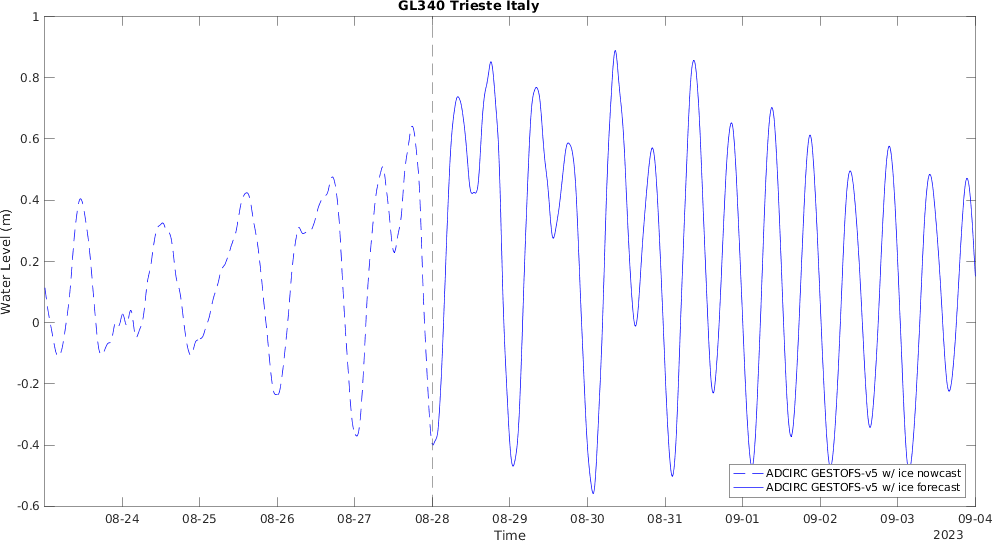 GL340 Trieste Italy
1
0.8
0.6
0.4
0.2
0
-0.2
-0.4
-0.6
Water Level (m)
ADCIRC GESTOFS-v5 w/ ice nowcast
ADCIRC GESTOFS-v5 w/ ice forecast
08-24 08-25 08-26 08-27 08-28 08-29 08-30 08-31 09-01 09-02 09-03 09-04
Time
2023